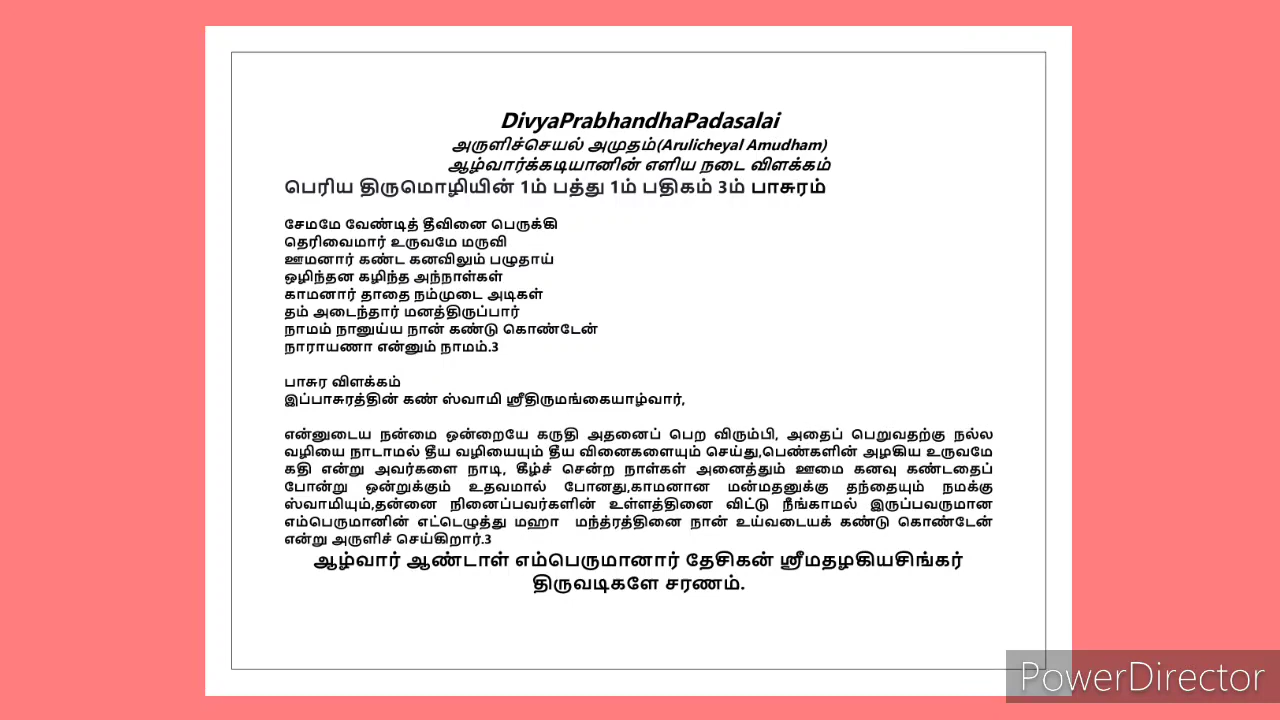 DivyaPrabhandhaPadasalai
அருளிச்செயல் அமுதம்(Arulicheyal Amudham)
ஆழ்வார்க்கடியானின் எளிய நடை விளக்கம்
பெரிய திருமொழியின் 1ம் பத்து 1ம் பதிகம் 3ம் பாசுரம்
சேமமே வேண்டித் தீவினை பெருக்கி
தெரிவைமார் உருவமே மருவி
ஊமனார் கண்ட கனவிலும் பழுதாய்
ஒழிந்தன கழிந்த அந்நாள்கள்
காமனார் தாதை நம்முடை அடிகள்
தம் அடைந்தார் மனத்திருப்பார்
நாமம் நானுய்ய நான் கண்டு கொண்டேன்
நாராயணா என்னும் நாமம்.3
பாசுர விளக்கம்
இப்பாசுரத்தின் கண் ஸ்வாமி ஸ்ரீதிருமங்கையாழ்வார்,
என்னுடைய நன்மை ஒன்றையே கருதி அதனைப் பெற விரும்பி, அதைப் பெறுவதற்கு நல்ல
வழியை நாடாமல் தீய வழியையும் தீய வினைகளையும் செய்து,பெண்களின் அழகிய உருவமே
கதி என்று அவர்களை நாடி, கீழ்ச் சென்ற நாள்கள் அனைத்தும் ஊமை கனவு கண்டதைப்
போன்று ஒன்றுக்கும் உதவமால் போனது,காமனான மன்மதனுக்கு தந்தையும் நமக்கு
ஸ்வாமியும்,தன்னை நினைப்பவர்களின் உள்ளத்தினை விட்டு நீங்காமல் இருப்பவருமான
எம்பெருமானின் எட்டெழுத்து மஹா மந்த்ரத்தினை நான் உய்வடையக் கண்டு கொண்டேன்
என்று அருளிச் செய்கிறார்.3
ஆழ்வார் ஆண்டாள் எம்பெருமானார் தேசிகன் ஸ்ரீமதழகியசிங்கர்
திருவடிகளே சரணம்.
PowerDirector